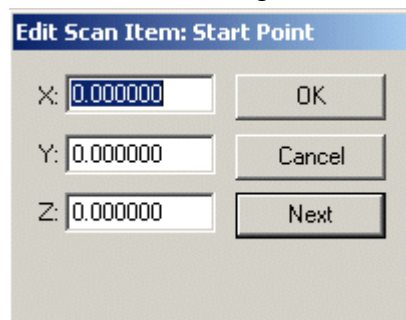 Edit Scan Item: Start Point
X: 0.000000 OK
Y: 0.000000 Cancel
Z: 0.000000 Next